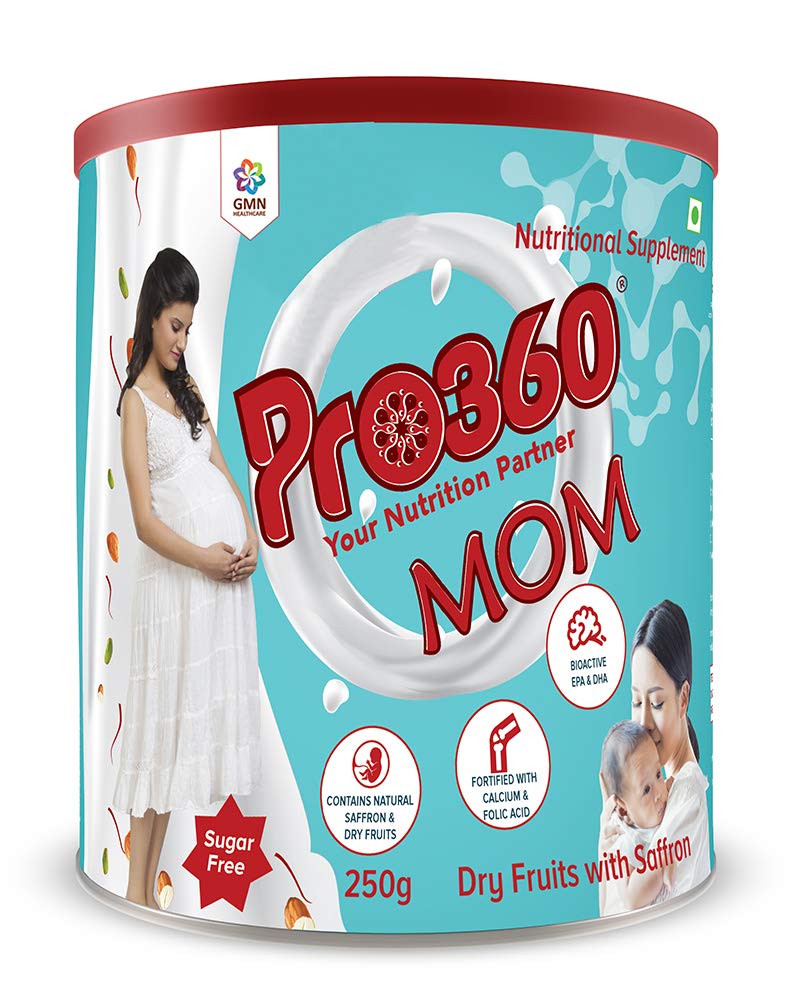 GMN
HEALTHCARE
Nutritional Supplement
Pro360®
Your Nutrition Partner
MOM
BIOACTIVE
EPA & DHA
CONTAINS NATURAL
SAFFRON &
DRY FRUITS
FORTIFIED WITH
CALCIUM &
FOLIC ACID
Sugar
Free
250g
Dry Fruits with Saffron